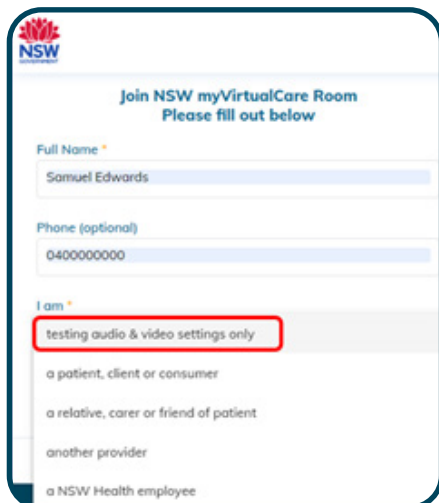 NSW
GOVERNMENT
Join NSW myVirtualCare Room
Please fill out below
Full Name *
Samuel Edwards
Phone (optional)
0400000000
I am *
testing audio & video settings only
a patient, client or consumer
a relative, carer or friend of patient
another provider
a NSW Health employee